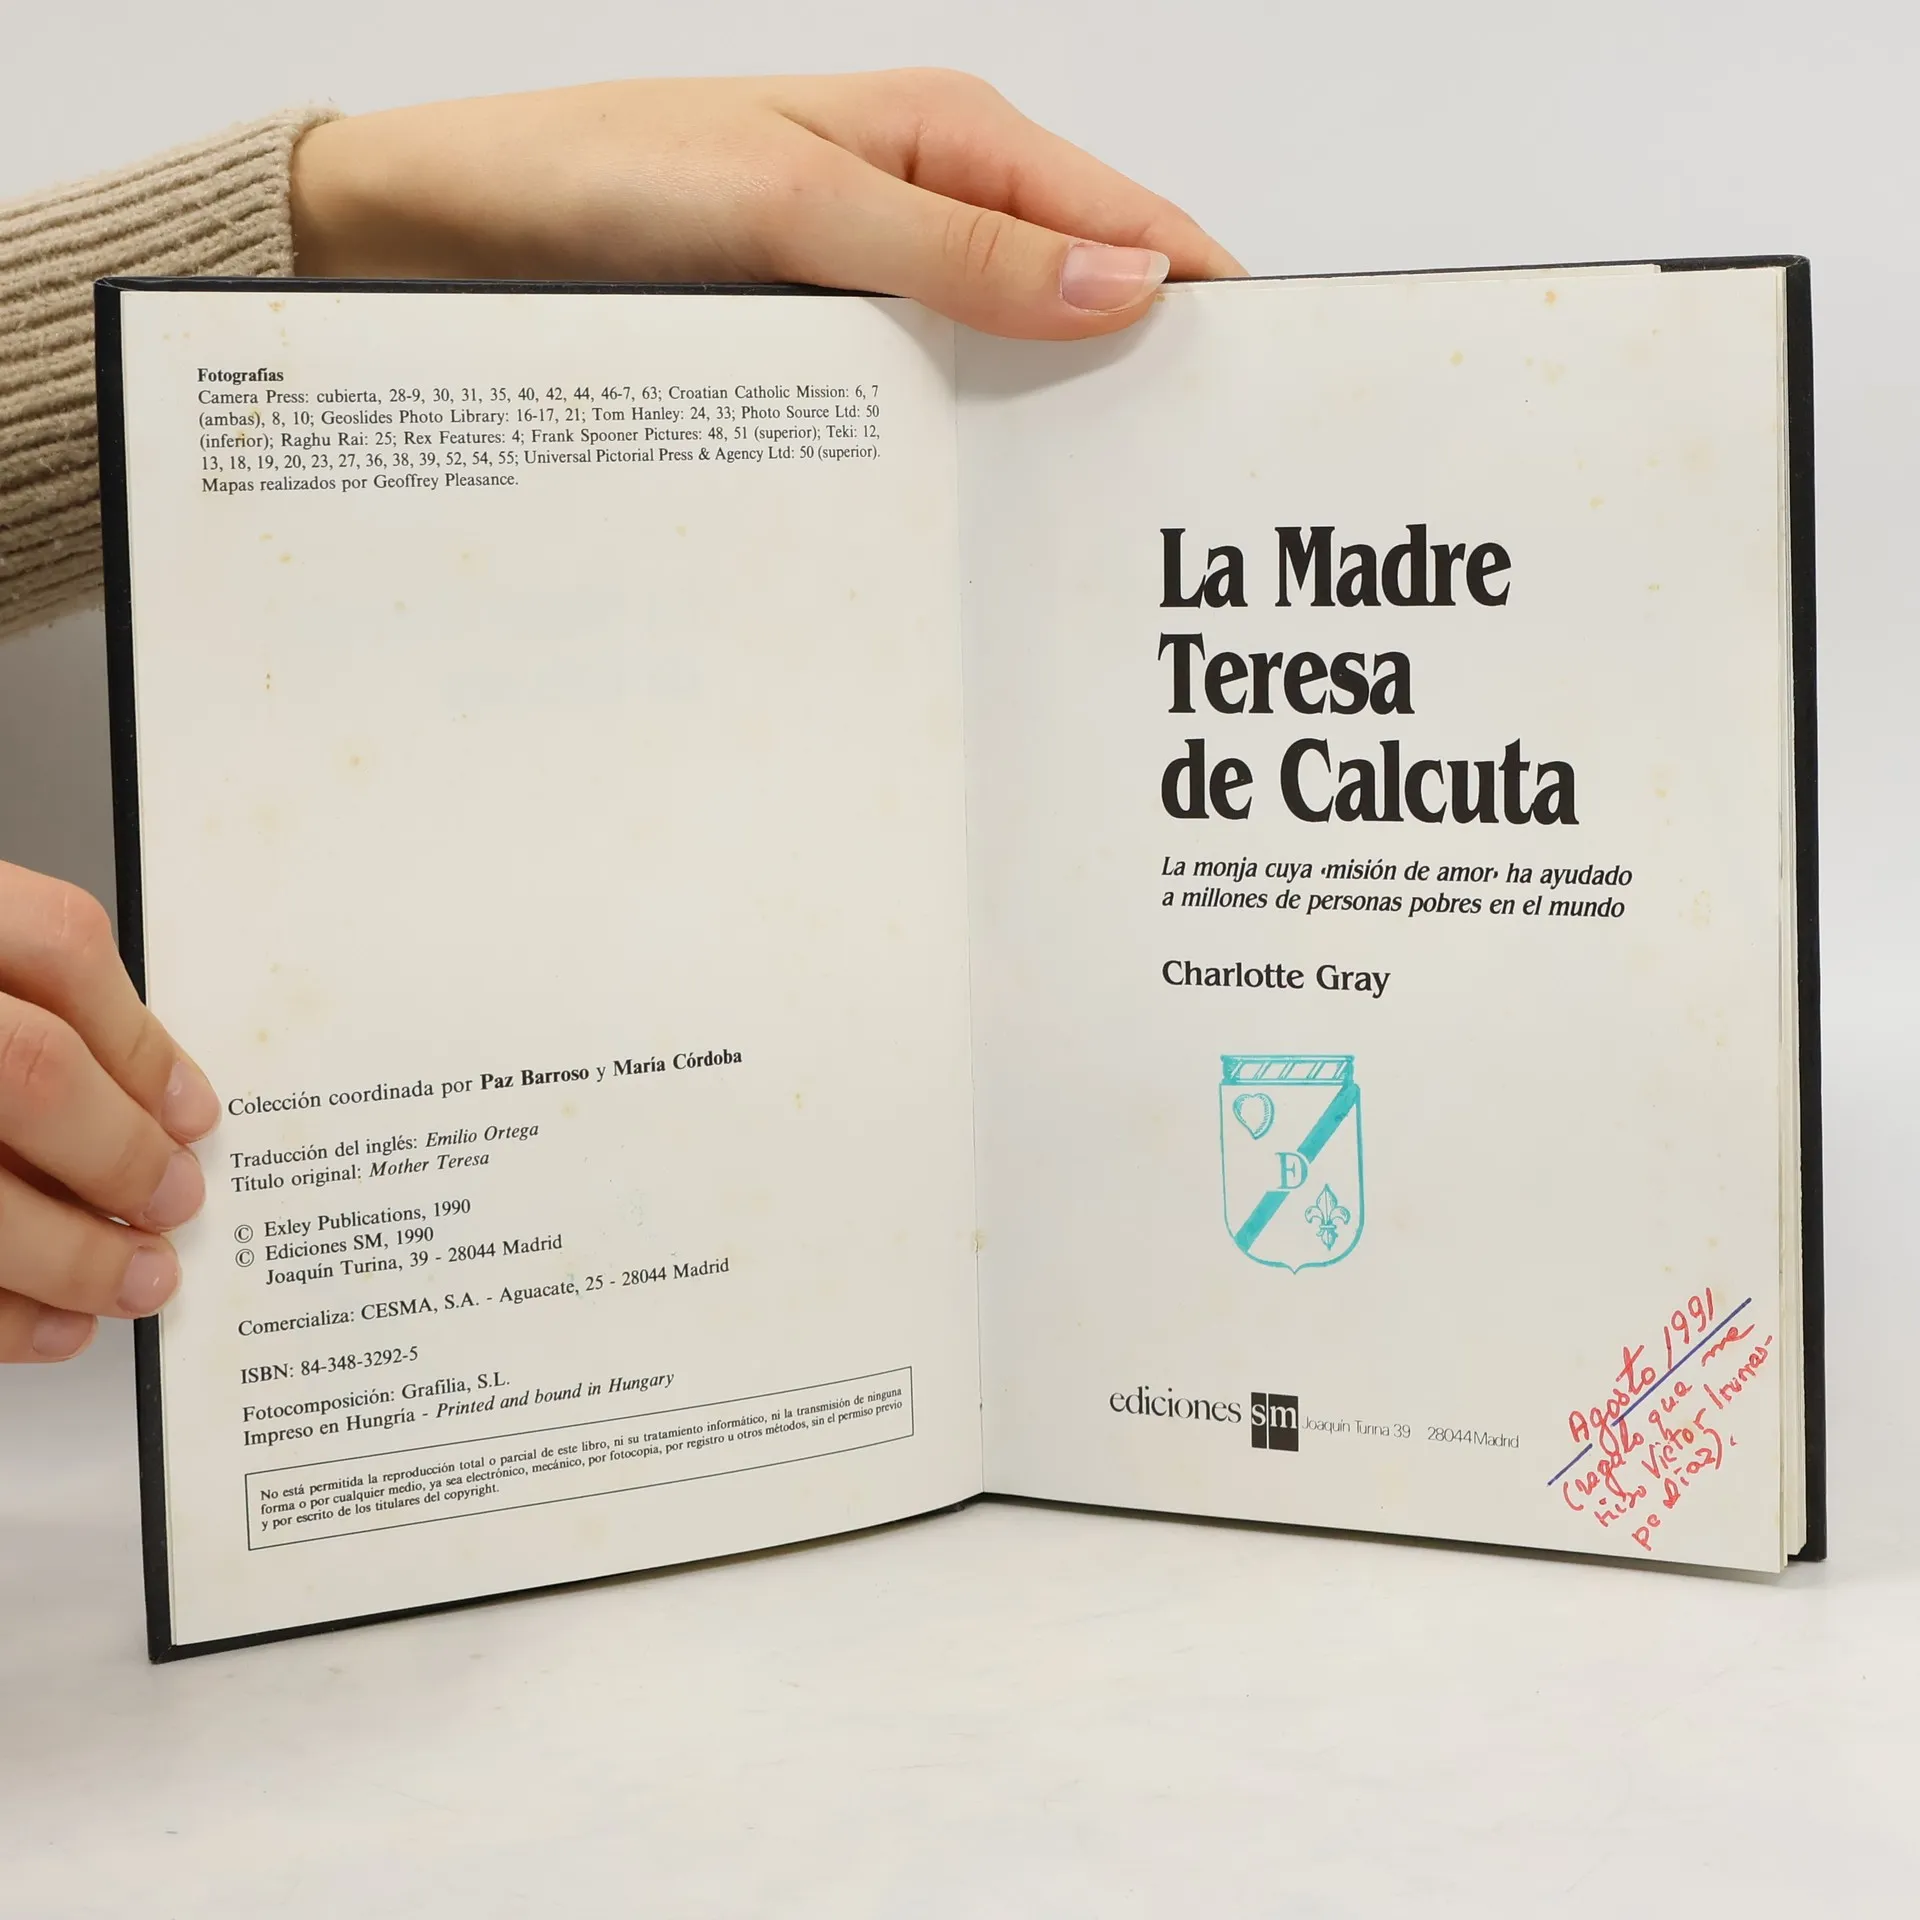 Fotografías
Camera Press: cubierta, 28-9, 30, 31, 35, 40, 42, 44, 46-7, 63; Croatian Catholic Mission: 6, 7
(ambas), 8, 10; Geoslides Photo Library: 16-17, 21; Tom Hanley: 24, 33; Photo Source Ltd: 50
(inferior); Raghu Rai: 25; Rex Features: 4; Frank Spooner Pictures: 48, 51 (superior); Teki: 12,
13, 18, 19, 20, 23, 27, 36, 38, 39, 52, 54, 55; Universal Pictorial Press & Agency Ltd: 50 (superior).
Mapas realizados por Geoffrey Pleasance.
Colección coordinada por Paz Barroso y María Córdoba
Traducción del inglés: Emilio Ortega
Título original: Mother Teresa
© Exley Publications, 1990
© Ediciones SM, 1990
Joaquín Turina, 39 - 28044 Madrid
Comercializa: CESMA, S.A. - Aguacate, 25 - 28044 Madrid
ISBN: 84-348-3292-5
Fotocomposición: Grafilia, S.L.
Impreso en Hungría - Printed and bound in Hungary
No está permitida la reproducción total o parcial de este libro, ni su tratamiento informático, ni la transmisión de ninguna
forma o por cualquier medio, ya sea electrónico, mecánico, por fotocopia, por registro u otros métodos, sin el permiso previo
y por escrito de los titulares del copyright.
La Madre
Teresa
de Calcuta
La monja cuya «misión de amor» ha ayudado
a millones de personas pobres en el mundo
Charlotte Gray
D
ediciones sm Joaquín Turina 39 28044 Madrid
Agosto 1991
(regalo que me
hizo Victor
Díaz).